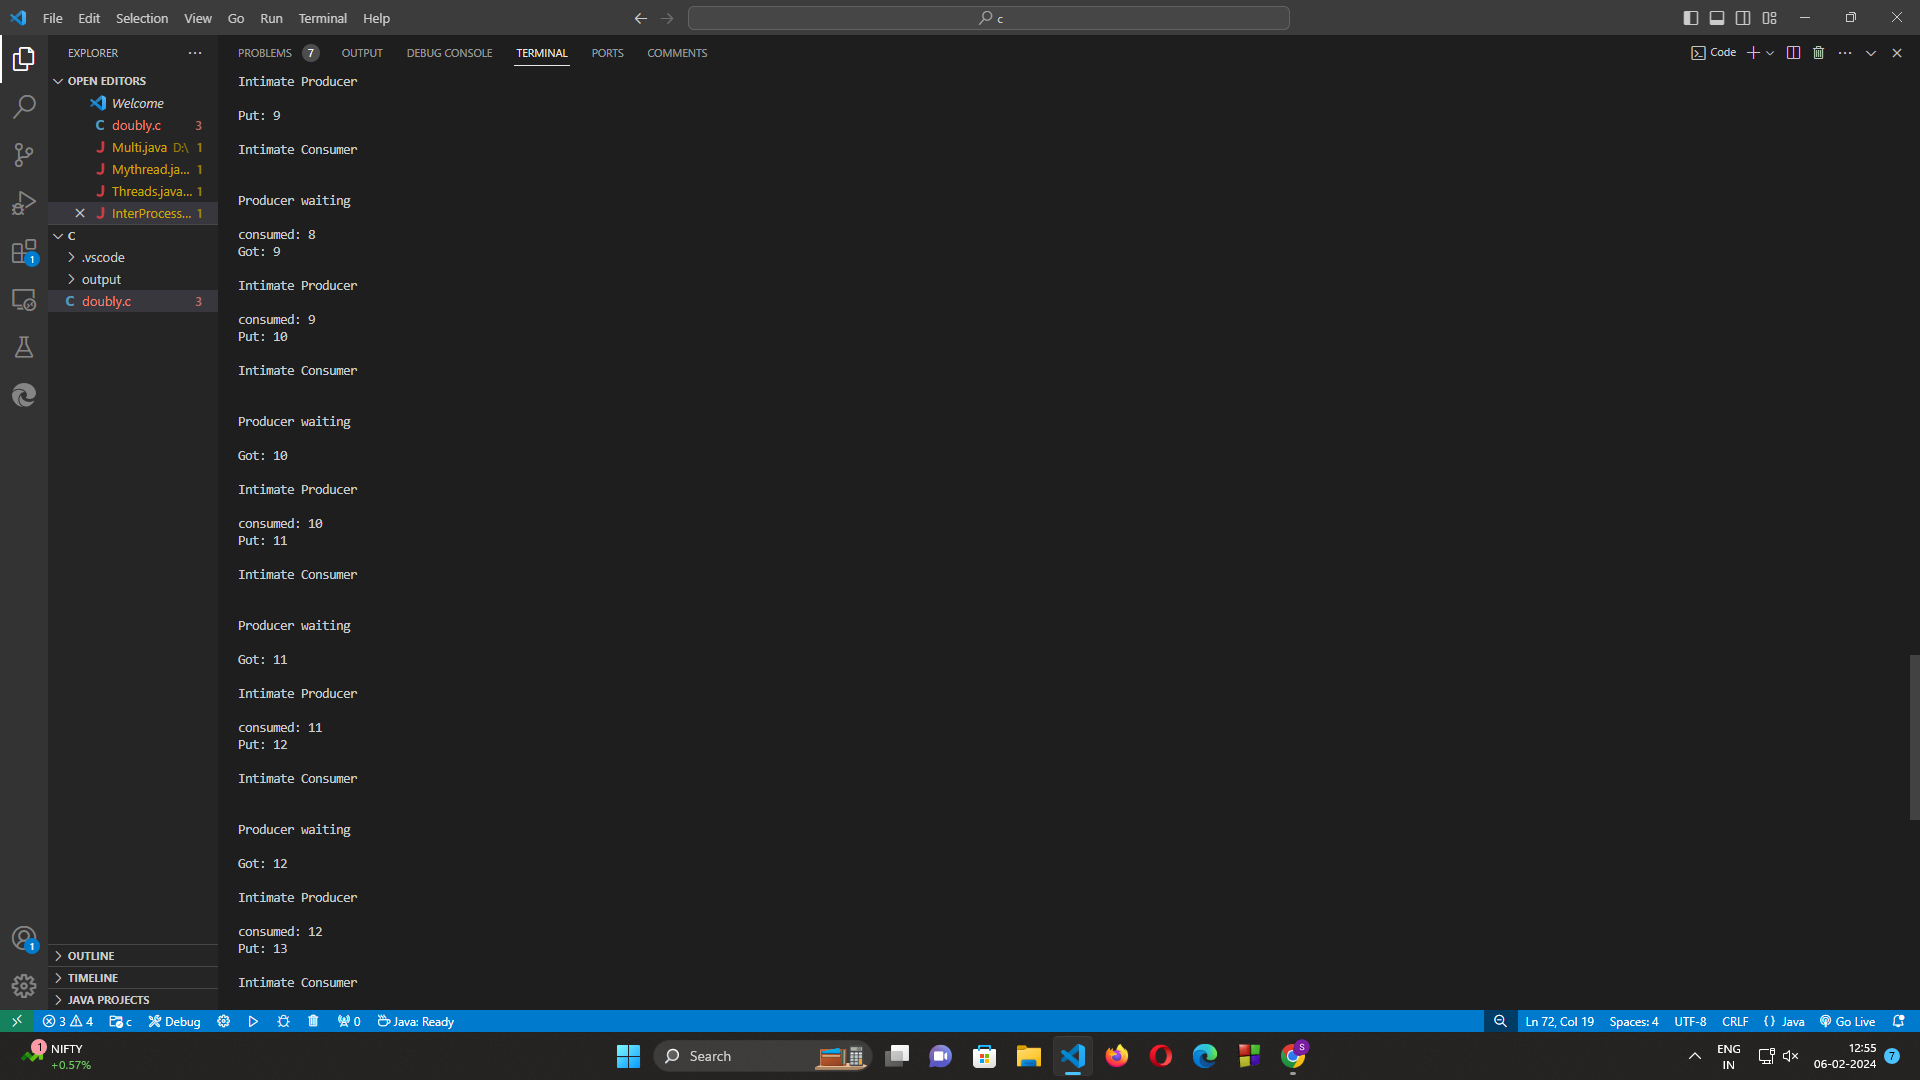 File Edit Selection View Go Run Terminal Help
c
EXPLORER
PROBLEMS 7 OUTPUT DEBUG CONSOLE TERMINAL PORTS COMMENTS
Code
OPEN EDITORS
Welcome
doubly.c 3
Multi.java D:\ 1
Mythread.ja... 1
Threads.java... 1
InterProcess... 1
C
.vscode
output
doubly.c 3
OUTLINE
TIMELINE
JAVA PROJECTS
Intimate Producer
Put: 9
Intimate Consumer
Producer waiting
consumed: 8
Got: 9
Intimate Producer
consumed: 9
Put: 10
Intimate Consumer
Producer waiting
Got: 10
Intimate Producer
consumed: 10
Put: 11
Intimate Consumer
Producer waiting
Got: 11
Intimate Producer
consumed: 11
Put: 12
Intimate Consumer
Producer waiting
Got: 12
Intimate Producer
consumed: 12
Put: 13
Intimate Consumer
1
1
3 4 c Debug 0 Java: Ready
Ln 72, Col 19 Spaces: 4 UTF-8 CRLF {} Java Go Live
1
NIFTY
+0.57%
Search
S
ENG
IN
12:55
06-02-2024
7